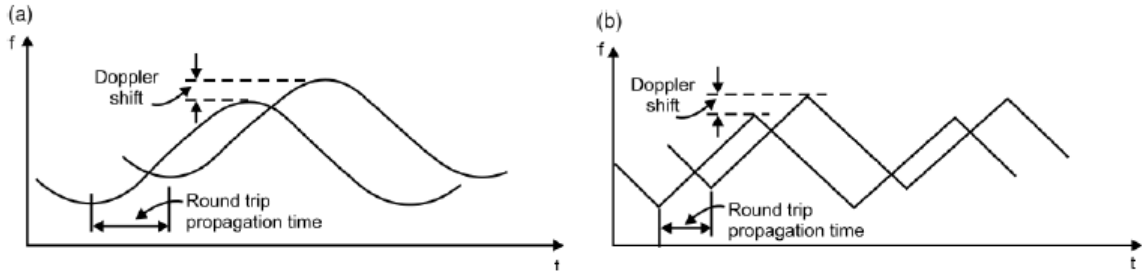 (a)
f
Doppler
shift
Round trip
propagation time
t
(b)
f
Doppler
shift
Round trip
propagation time
t